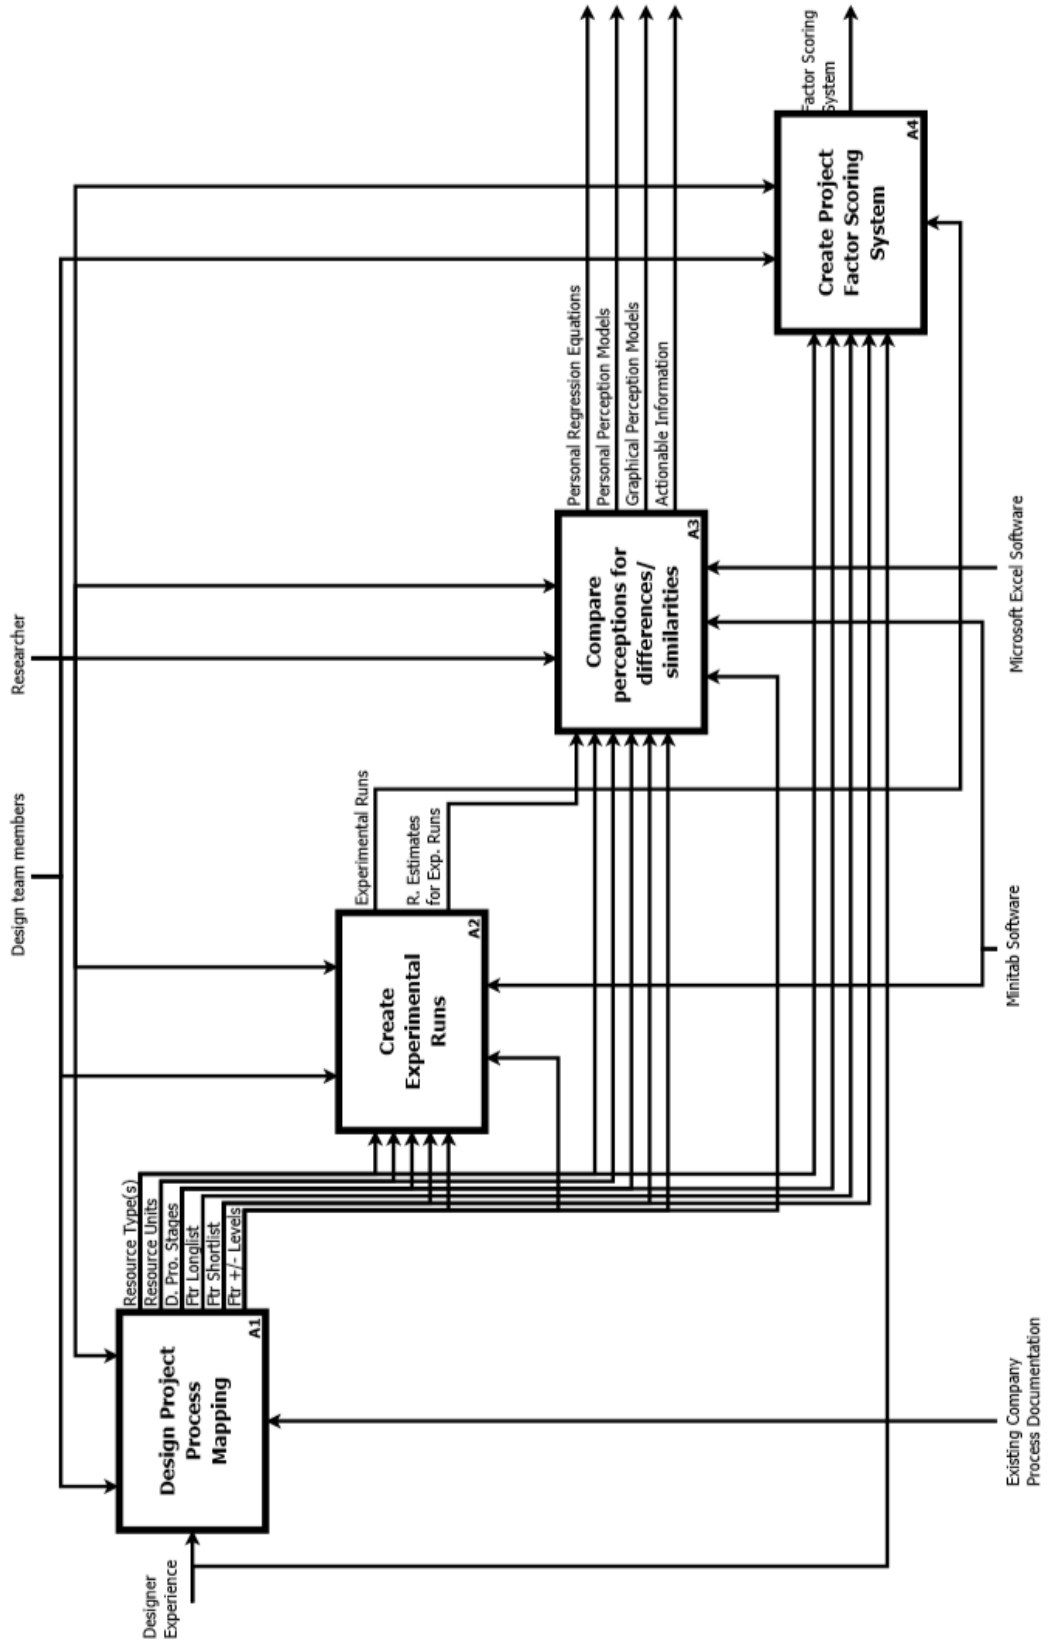 Design team members
Researcher
Designer
Experience
Design Project
Process
Mapping
A1
Resource Type(s)
Resource Units
D. Pro. Stages
Ftr Longlist
Ftr Shortlist
Ftr +/- Levels
Create
Experimental
Runs
A2
Experimental Runs
R. Estimates
for Exp. Runs
Compare
perceptions for
differences/
similarities
A3
Personal Regression Equations
Personal Perception Models
Graphical Perception Models
Actionable Information
Create Project
Factor Scoring
System
A4
Factor Scoring
System
Existing Company
Process Documentation
Minitab Software
Microsoft Excel Software